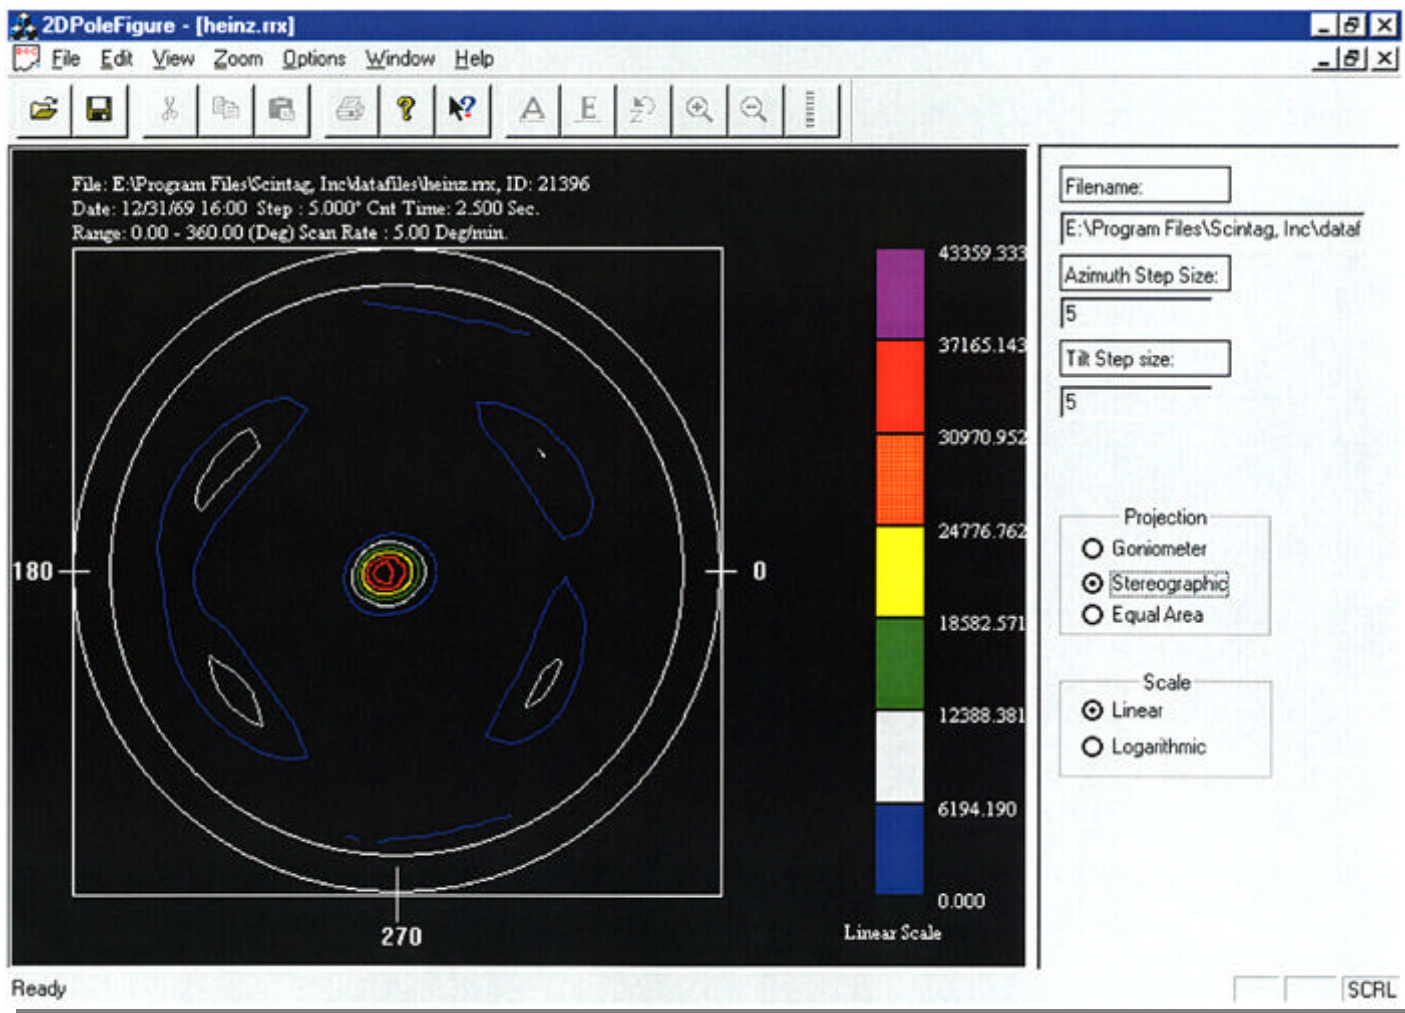 2DPoleFigure - [heinz.rrx]
File Edit View Zoom Options Window Help
A E Z
File: E:\Program Files\Scintag, Inc\datafiles\heinz.rrx, ID: 21396
Date: 12/31/69 16:00 Step : 5.000° Cnt Time: 2.500 Sec.
Range: 0.00 - 360.00 (Deg) Scan Rate : 5.00 Deg/min.
43359.333
37165.143
30970.952
24776.762
18582.571
12388.381
6194.190
0.000
Linear Scale
180
0
270
Filename:
E:\Program Files\Scintag, Inc\dataf
Azimuth Step Size:
5
Tilt Step size:
5
Projection
Goniometer
Stereographic
Equal Area
Scale
Linear
Logarithmic
Ready
SCRL